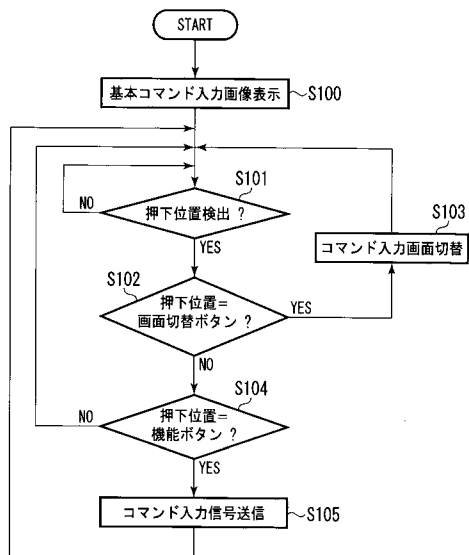 START
基本コマンド入力画像表示
S100
S101
押下位置検出 ?
NO
YES
S103
コマンド入力画面切替
S102
押下位置=
画面切替ボタン ?
YES
NO
S104
押下位置=
機能ボタン ?
NO
YES
コマンド入力信号送信
S105